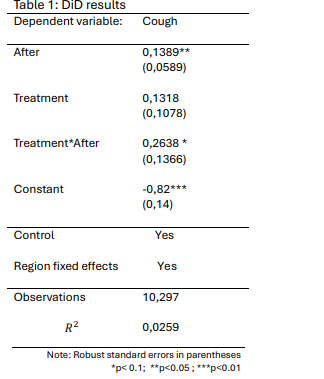 Table 1: DiD results
Dependent variable: Cough
After 0,1389**
(0,0589)
Treatment 0,1318
(0,1078)
Treatment*After 0,2638 *
(0,1366)
Constant -0,82***
(0,14)
Control Yes
Region fixed effects Yes
Observations 10,297
R² 0,0259
Note: Robust standard errors in parentheses
*p< 0.1; **p<0.05 ; ***p<0.01